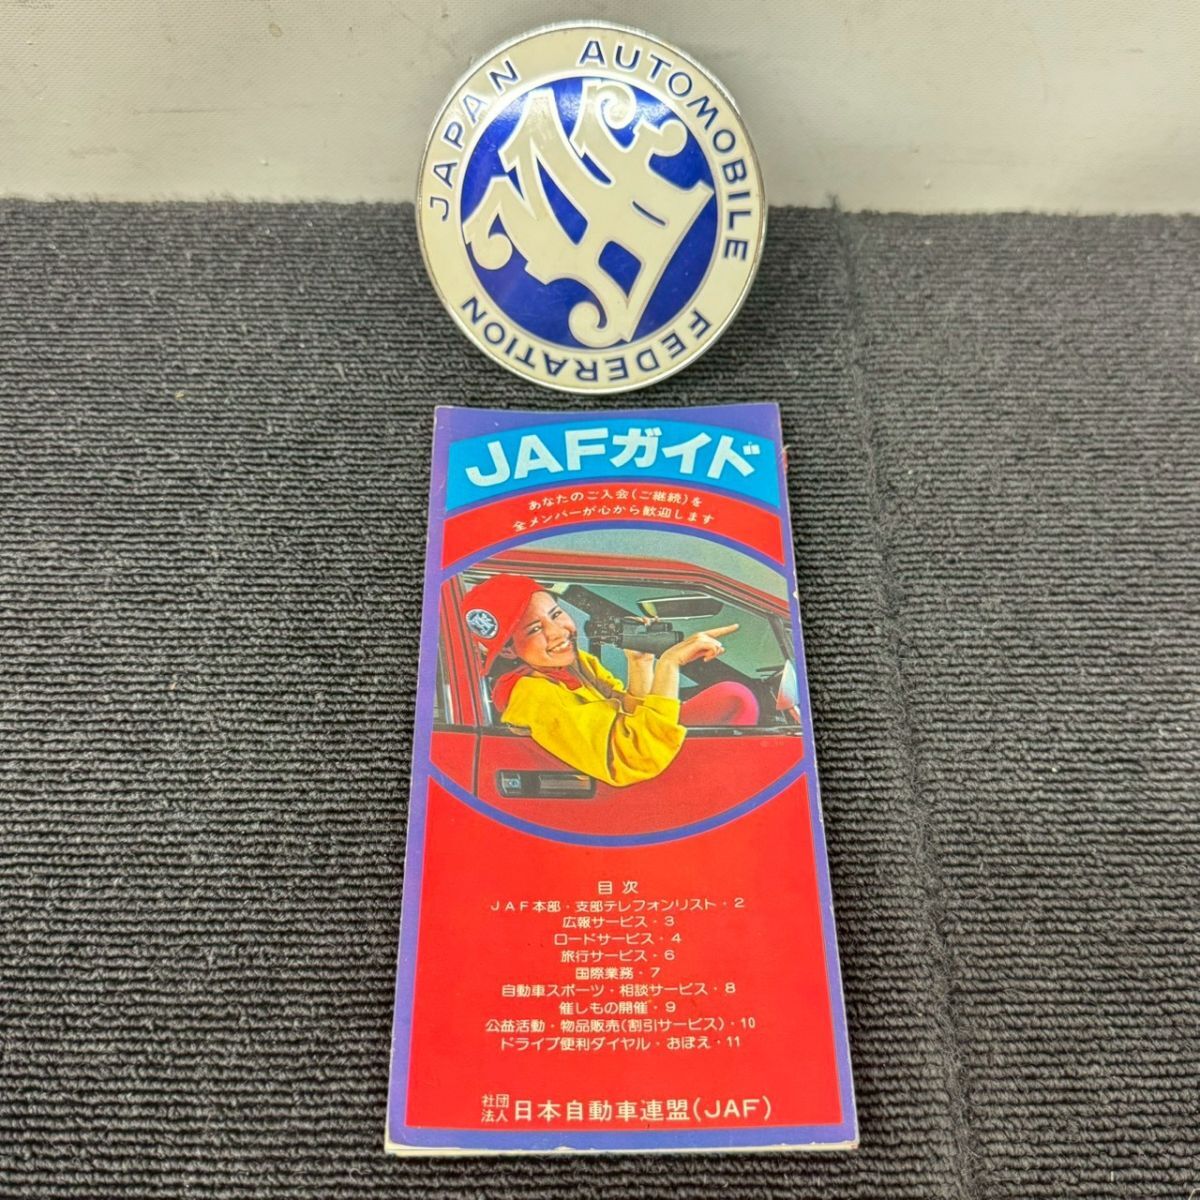 JAPAN AUTOMOBILE FEDERATION
JAF
JAFガイド
あなたのご入会(ご継続)を
全メンバーが心から歓迎します
目次
JAF本部・支部テレフォンリスト・2
広報サービス・3
ロードサービス・4
旅行サービス・6
国際業務・7
自動車スポーツ・相談サービス・8
催しもの開催・9
公益活動・物品販売(割引サービス)・10
ドライブ便利ダイヤル・おぼえ・11
社団法人 日本自動車連盟(JAF)